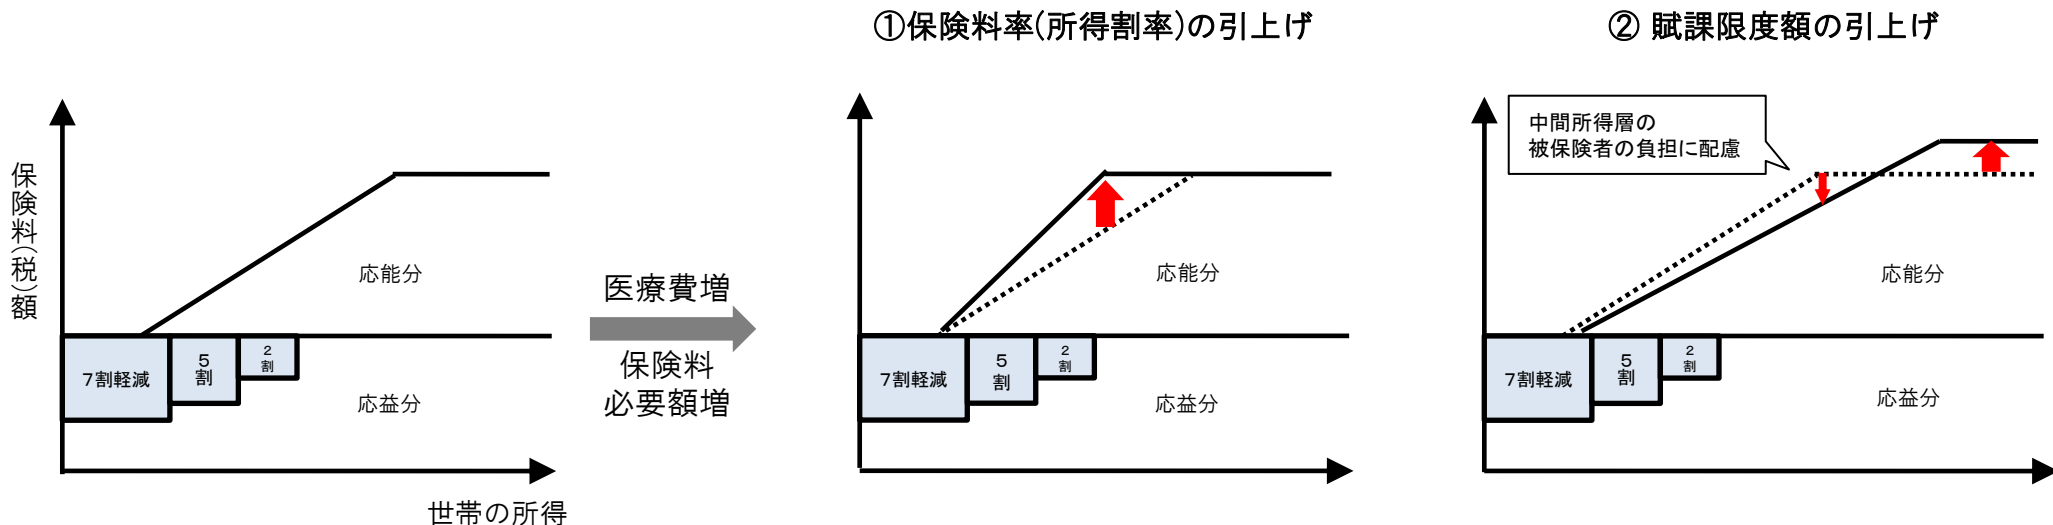 ①保険料率(所得割率)の引上げ
② 賦課限度額の引上げ
保険料(税)額
応能分
7割軽減
5割
2割
応益分
世帯の所得
医療費増
保険料
必要額増
応能分
7割軽減
5割
2割
応益分
中間所得層の
被保険者の負担に配慮
応能分
7割軽減
5割
2割
応益分